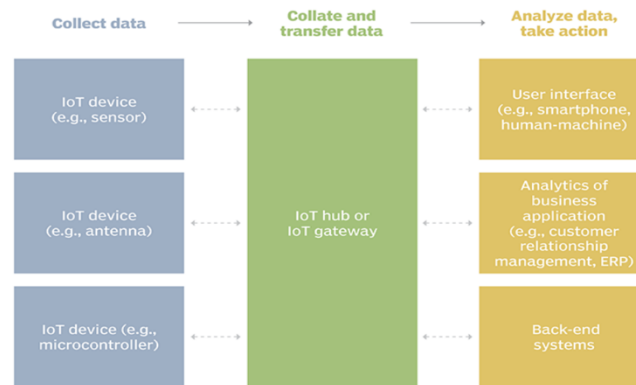 Collect data
Collate and
transfer data
Analyze data,
take action
IoT device
(e.g., sensor)
IoT device
(e.g., antenna)
IoT device (e.g.,
microcontroller)
IoT hub or
IoT gateway
User interface
(e.g., smartphone,
human-machine)
Analytics of
business
application
(e.g., customer
relationship
management, ERP)
Back-end
systems